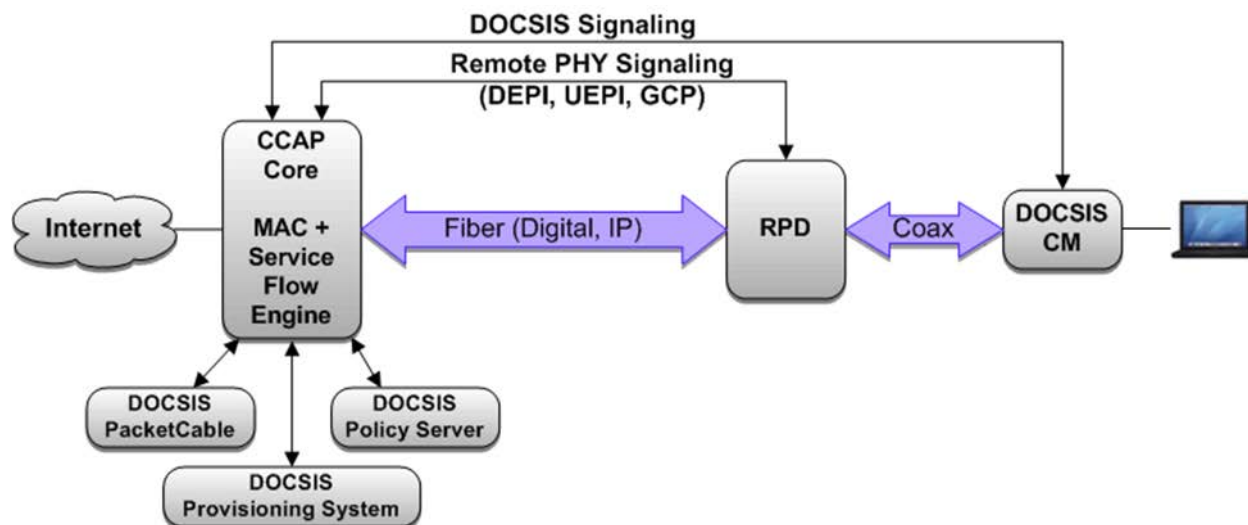 DOCSIS Signaling
Remote PHY Signaling
(DEPI, UEPI, GCP)
CCAP
Core
MAC +
Service
Flow
Engine
Internet
Fiber (Digital, IP)
RPD
Coax
DOCSIS
CM
DOCSIS
PacketCable
DOCSIS
Policy Server
DOCSIS
Provisioning System